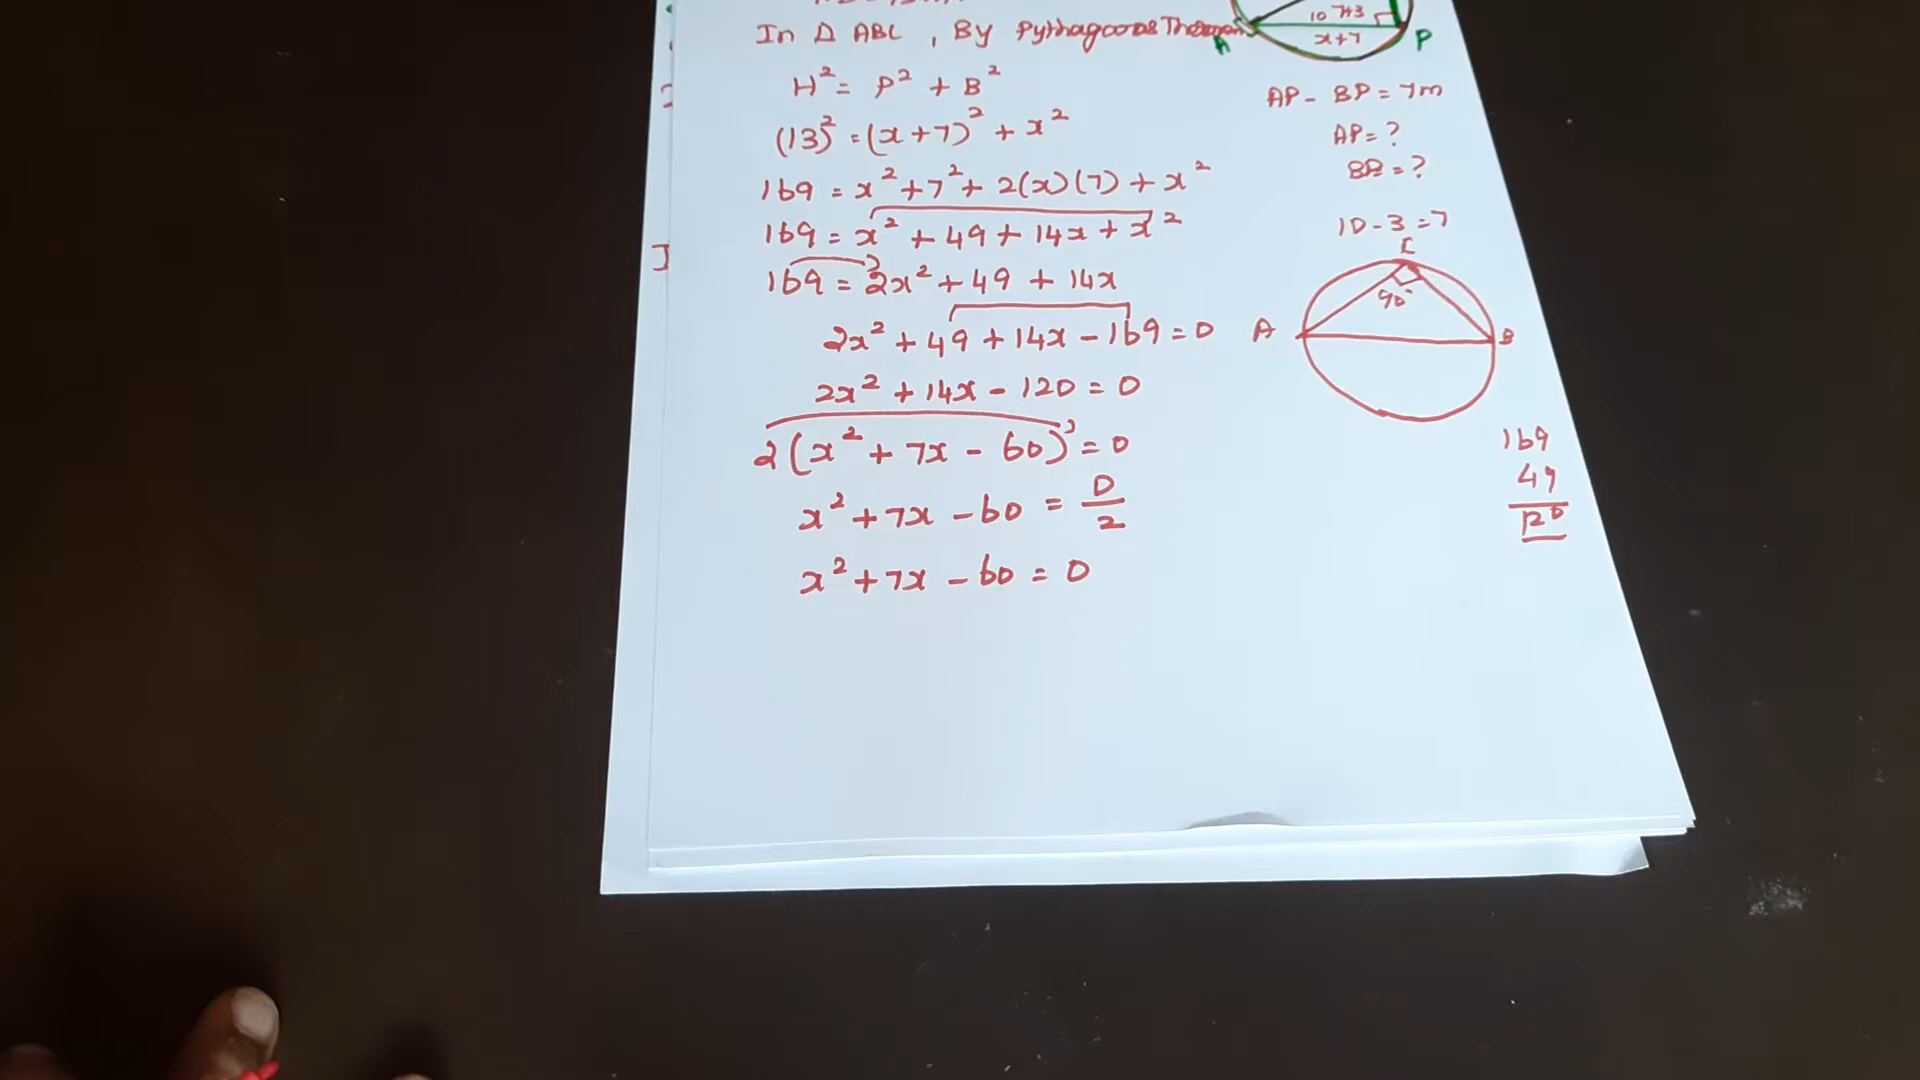 In Δ ABC, By Pythagoras Theorem
H² = P² + B²
(13)² = (x+7)² + x²
169 = x² + 7² + 2(x)(7) + x²
169 = x² + 49 + 14x + x²
169 = 2x² + 49 + 14x
2x² + 49 + 14x - 169 = 0
2x² + 14x - 120 = 0
2(x² + 7x - 60) = 0
x² + 7x - 60 = 0/2
x² + 7x - 60 = 0
x+7
A
P
AP - BP = 7m
AP = ?
BP = ?
10 - 3 = 7
C
90°
A
B
169
49
120